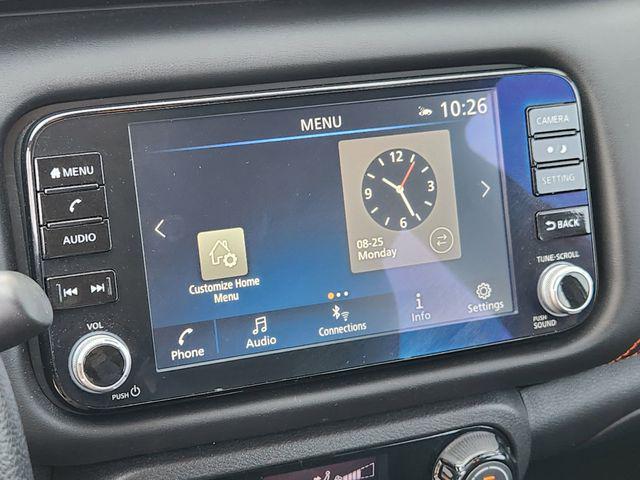 MENU
10:26
MENU
AUDIO
VOL
PUSH
12
3
6
9
08-25
Monday
Customize Home
Menu
Phone
Audio
Connections
Info
Settings
CAMERA
SETTING
BACK
TUNE-SCROLL
PUSH
SOUND